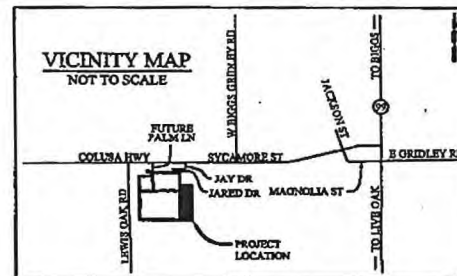 VICINITY MAP
NOT TO SCALE
W BIGGS GRIDLEY RD
TO BIGGS
JACKSON ST
99
FUTURE
PALM LN
COLUSA HWY
SYCAMORE ST
E GRIDLEY R
JAY DR
JARED DR
MAGNOLIA ST
LEWIS OAK RD
PROJECT
LOCATION
TO LIVE OAK